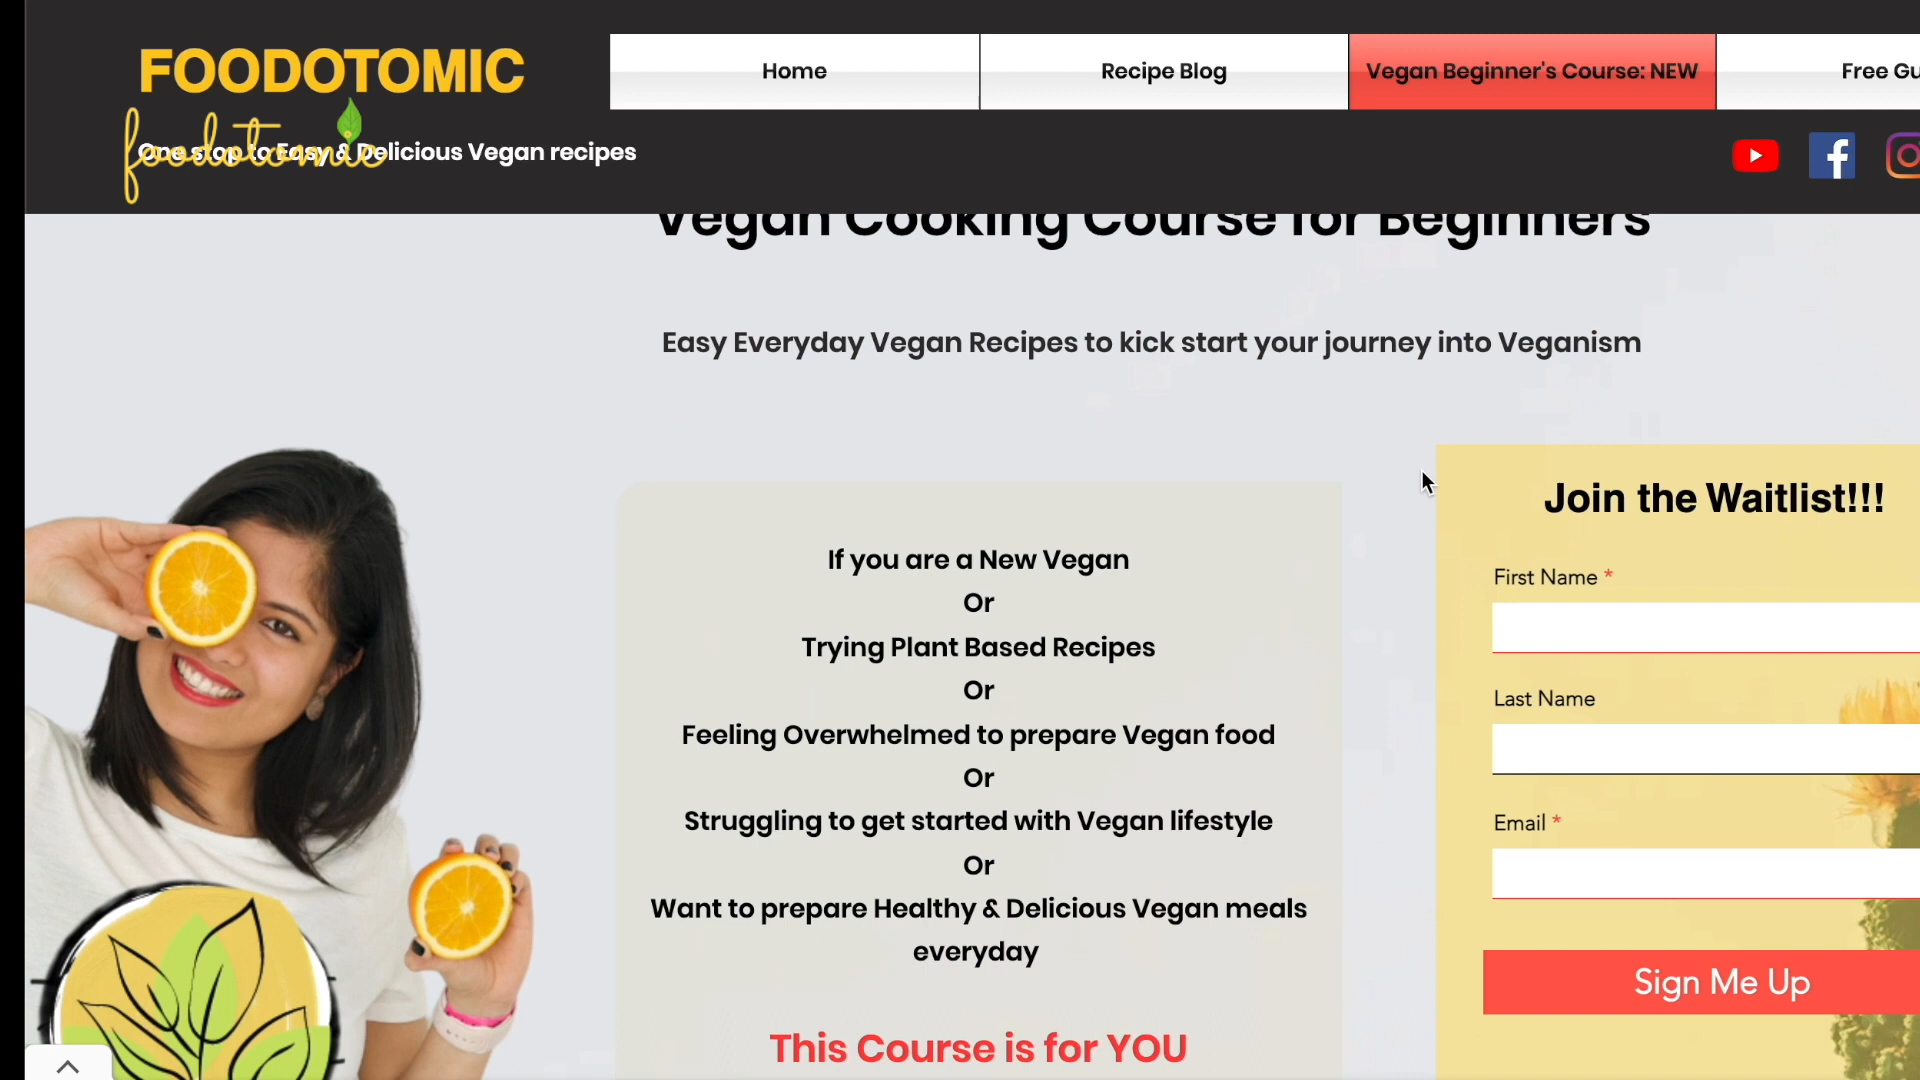 FOODOTOMIC
foodotomic
One stop to Easy & Delicious Vegan recipes
Home
Recipe Blog
Vegan Beginner's Course: NEW
Free Gu
Vegan Cooking Course for Beginners
Easy Everyday Vegan Recipes to kick start your journey into Veganism
If you are a New Vegan
Or
Trying Plant Based Recipes
Or
Feeling Overwhelmed to prepare Vegan food
Or
Struggling to get started with Vegan lifestyle
Or
Want to prepare Healthy & Delicious Vegan meals
everyday
This Course is for YOU
Join the Waitlist!!!
First Name *
Last Name
Email *
Sign Me Up